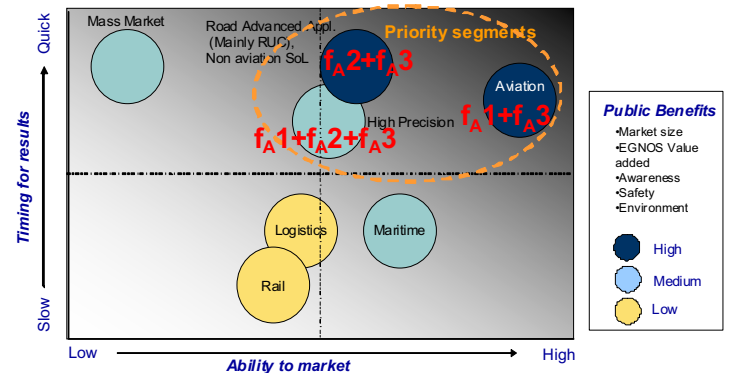 Quick
Timing for results
Slow
Mass Market
Road Advanced Appl.
(Mainly RUC),
Non aviation SoL
Priority segments
fA2+fA3
Aviation
fA1+fA3
High Precision
fA1+fA2+fA3
Logistics
Maritime
Rail
Low
Ability to market
High
Public Benefits
•Market size
•EGNOS Value
added
•Awareness
•Safety
•Environment
High
Medium
Low